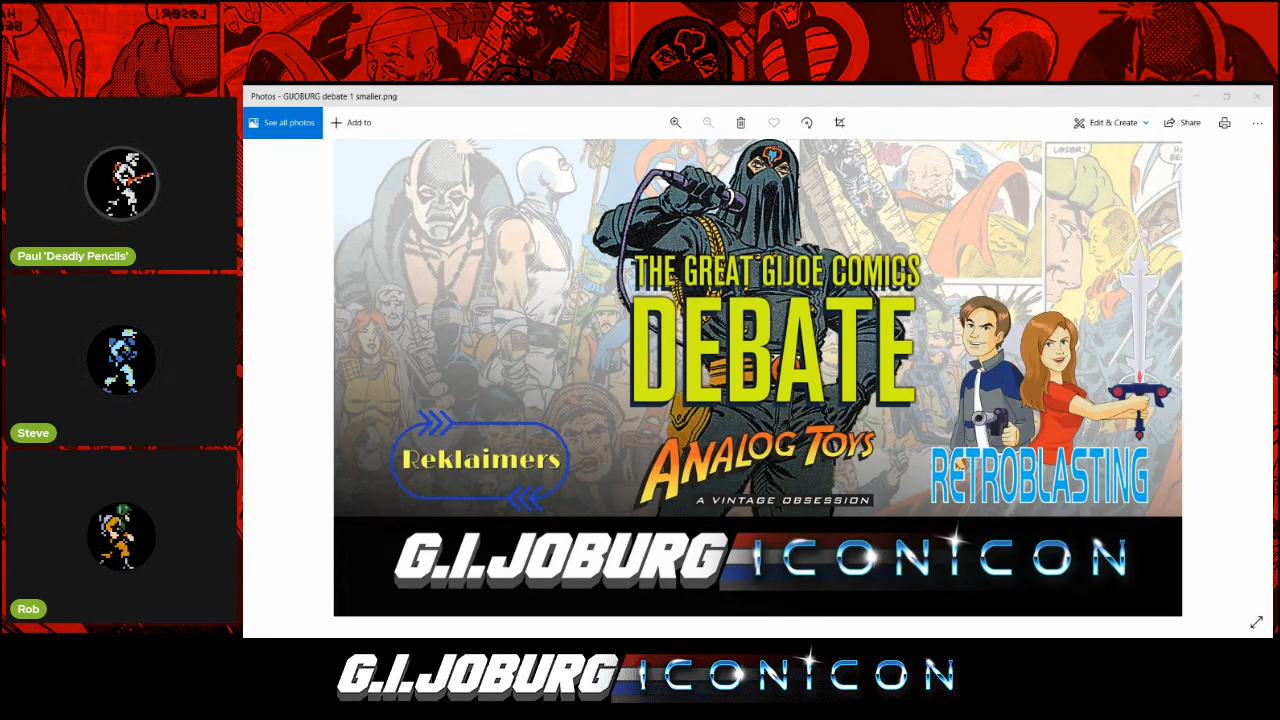 LOSER!
Photos - GIJOBURG debate 1 smaller.png
See all photos
Add to
Edit & Create
Share
LOSER!
THE GREAT GIJOE COMICS
DEBATE
Reklaimers
ANALOG TOYS
A VINTAGE OBSESSION
RETROBLASTING
G.I.JOBURG ICONICON
Paul 'Deadly Pencils'
Steve
Rob
G.I.JOBURG ICONICON